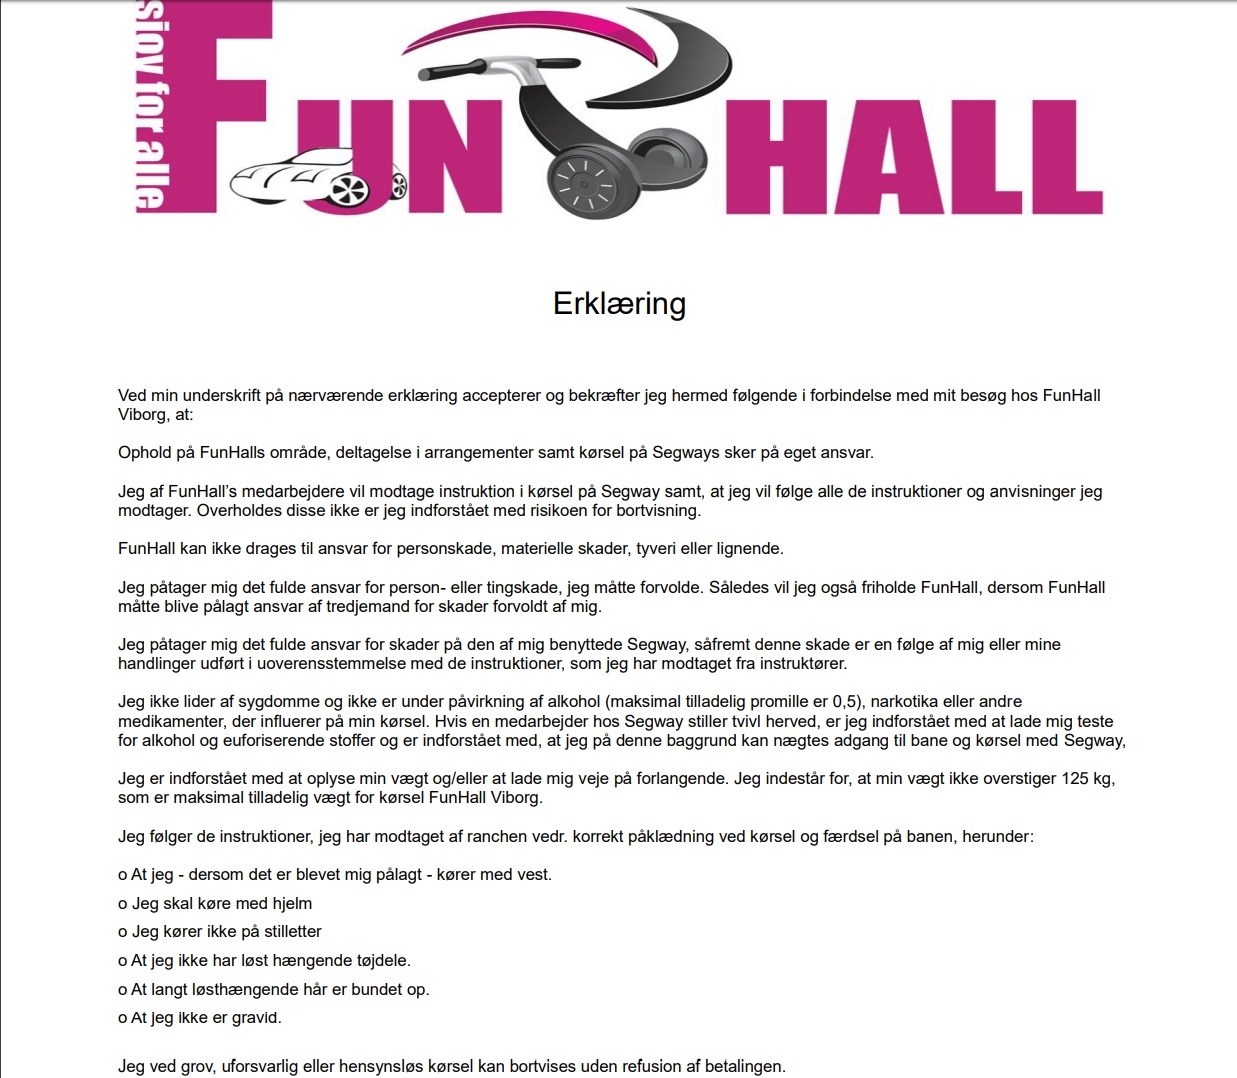 sjov for alle
FUN HALL
Erklæring
Ved min underskrift på nærværende erklæring accepterer og bekræfter jeg hermed følgende i forbindelse med mit besøg hos FunHall
Viborg, at:
Ophold på FunHalls område, deltagelse i arrangementer samt kørsel på Segways sker på eget ansvar.
Jeg af FunHall’s medarbejdere vil modtage instruktion i kørsel på Segway samt, at jeg vil følge alle de instruktioner og anvisninger jeg
modtager. Overholdes disse ikke er jeg indforstået med risikoen for bortvisning.
FunHall kan ikke drages til ansvar for personskade, materielle skader, tyveri eller lignende.
Jeg påtager mig det fulde ansvar for person- eller tingskade, jeg måtte forvolde. Således vil jeg også friholde FunHall, dersom FunHall
måtte blive pålagt ansvar af tredjemand for skader forvoldt af mig.
Jeg påtager mig det fulde ansvar for skader på den af mig benyttede Segway, såfremt denne skade er en følge af mig eller mine
handlinger udført i uoverensstemmelse med de instruktioner, som jeg har modtaget fra instruktører.
Jeg ikke lider af sygdomme og ikke er under påvirkning af alkohol (maksimal tilladelig promille er 0,5), narkotika eller andre
medikamenter, der influerer på min kørsel. Hvis en medarbejder hos Segway stiller tvivl herved, er jeg indforstået med at lade mig teste
for alkohol og euforiserende stoffer og er indforstået med, at jeg på denne baggrund kan nægtes adgang til bane og kørsel med Segway,
Jeg er indforstået med at oplyse min vægt og/eller at lade mig veje på forlangende. Jeg indestår for, at min vægt ikke overstiger 125 kg,
som er maksimal tilladelig vægt for kørsel FunHall Viborg.
Jeg følger de instruktioner, jeg har modtaget af ranchen vedr. korrekt påklædning ved kørsel og færdsel på banen, herunder:
o At jeg - dersom det er blevet mig pålagt - kører med vest.
o Jeg skal køre med hjelm
o Jeg kører ikke på stilletter
o At jeg ikke har løst hængende tøjdele.
o At langt løsthængende hår er bundet op.
o At jeg ikke er gravid.
Jeg ved grov, uforsvarlig eller hensynsløs kørsel kan bortvises uden refusion af betalingen.